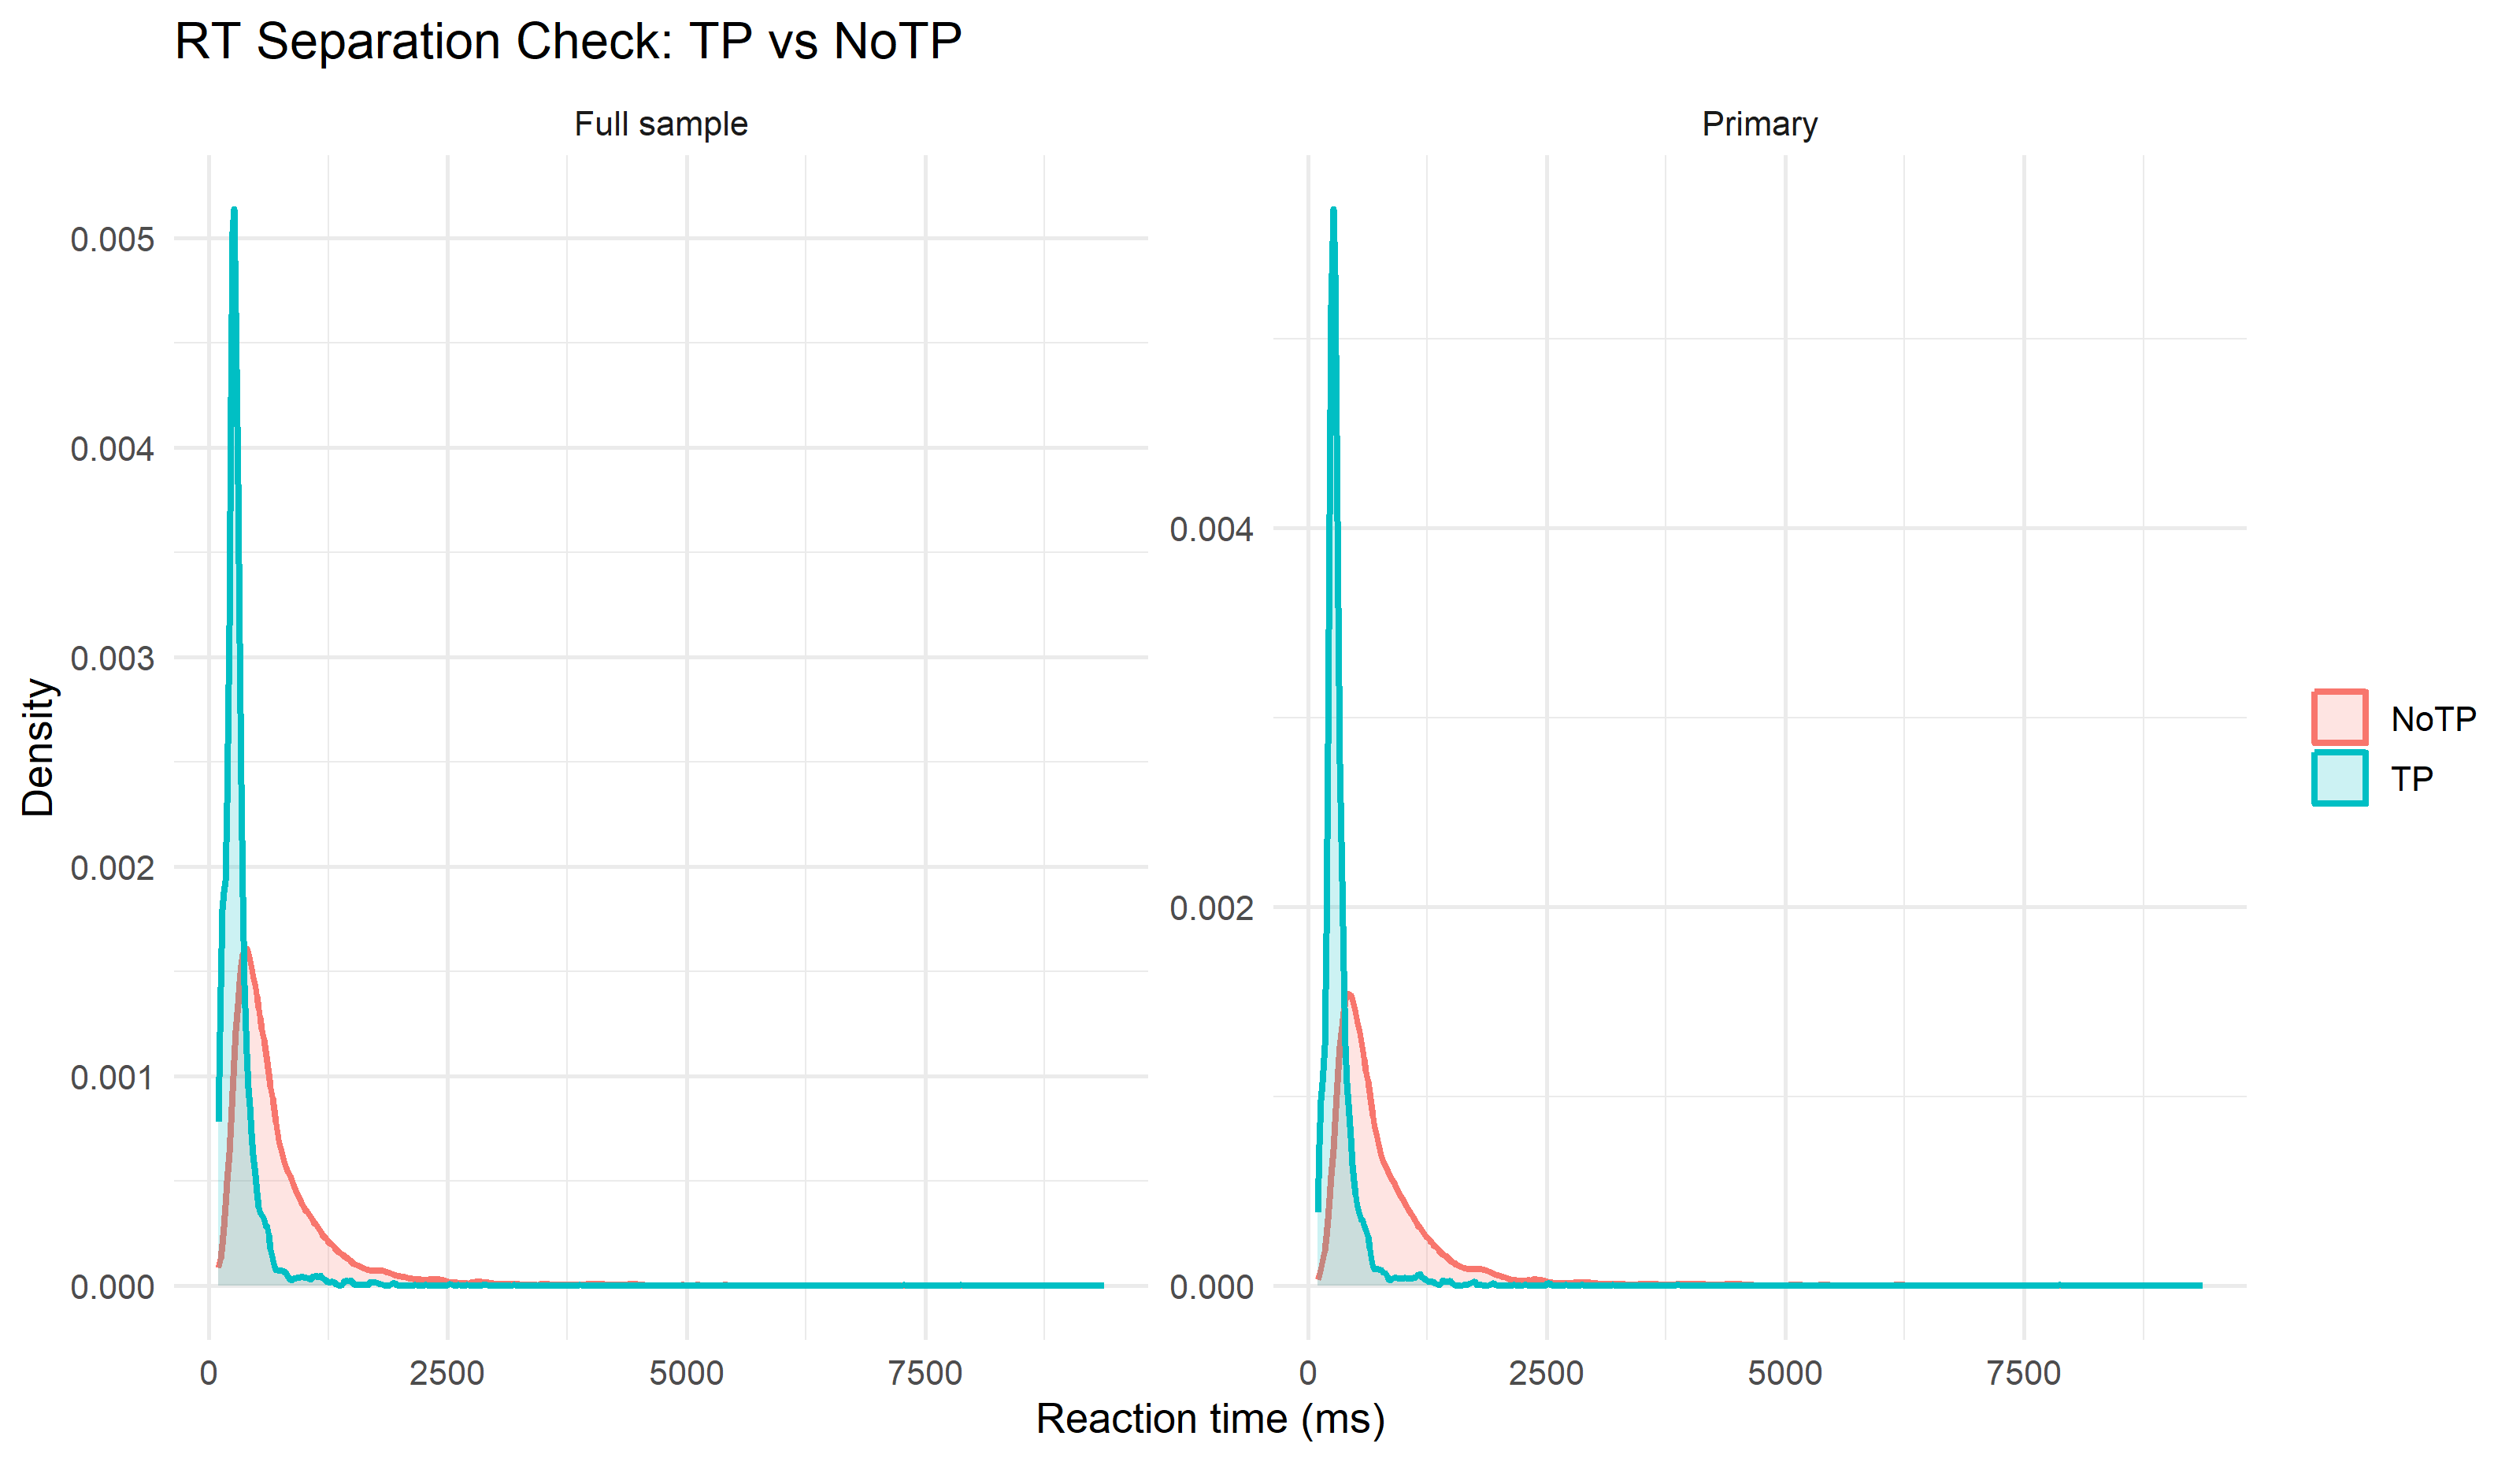 RT Separation Check: TP vs NoTP
Full sample
Primary
0.005
0.004
0.003
0.002
0.001
0.000
0.004
0.002
0.000
Density
0 2500 5000 7500
0 2500 5000 7500
Reaction time (ms)
NoTP
TP